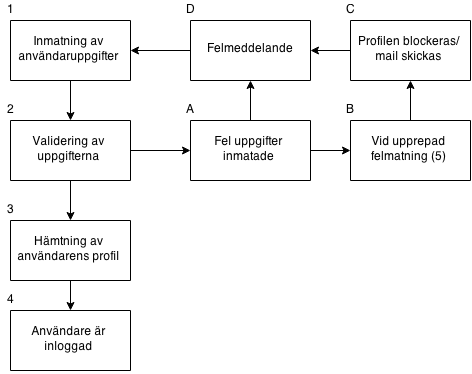 1
Inmatning av
användaruppgifter
D
Felmeddelande
C
Profilen blockeras/
mail skickas
2
Validering av
uppgifterna
A
Fel uppgifter
inmatade
B
Vid upprepad
felmatning (5)
3
Hämtning av
användarens profil
4
Användare är
inloggad